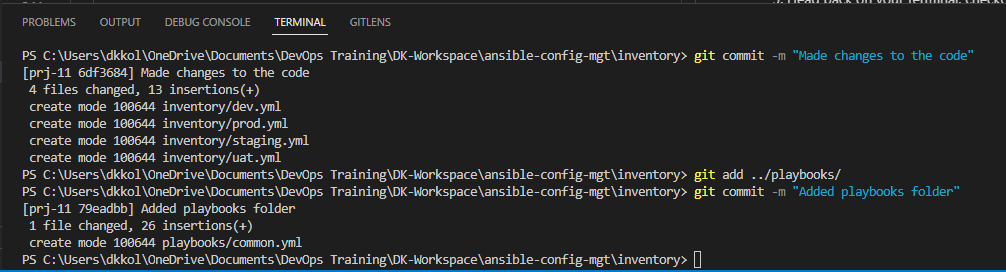 PROBLEMS OUTPUT DEBUG CONSOLE TERMINAL GITLENS
PS C:\Users\dkkol\OneDrive\Documents\DevOps Training\DK-Workspace\ansible-config-mgt\inventory> git commit -m "Made changes to the code"
[prj-11 6df3684] Made changes to the code
 4 files changed, 13 insertions(+)
 create mode 100644 inventory/dev.yml
 create mode 100644 inventory/prod.yml
 create mode 100644 inventory/staging.yml
 create mode 100644 inventory/uat.yml
PS C:\Users\dkkol\OneDrive\Documents\DevOps Training\DK-Workspace\ansible-config-mgt\inventory> git add ../playbooks/
PS C:\Users\dkkol\OneDrive\Documents\DevOps Training\DK-Workspace\ansible-config-mgt\inventory> git commit -m "Added playbooks folder"
[prj-11 79eadbb] Added playbooks folder
 1 file changed, 26 insertions(+)
 create mode 100644 playbooks/common.yml
PS C:\Users\dkkol\OneDrive\Documents\DevOps Training\DK-Workspace\ansible-config-mgt\inventory>